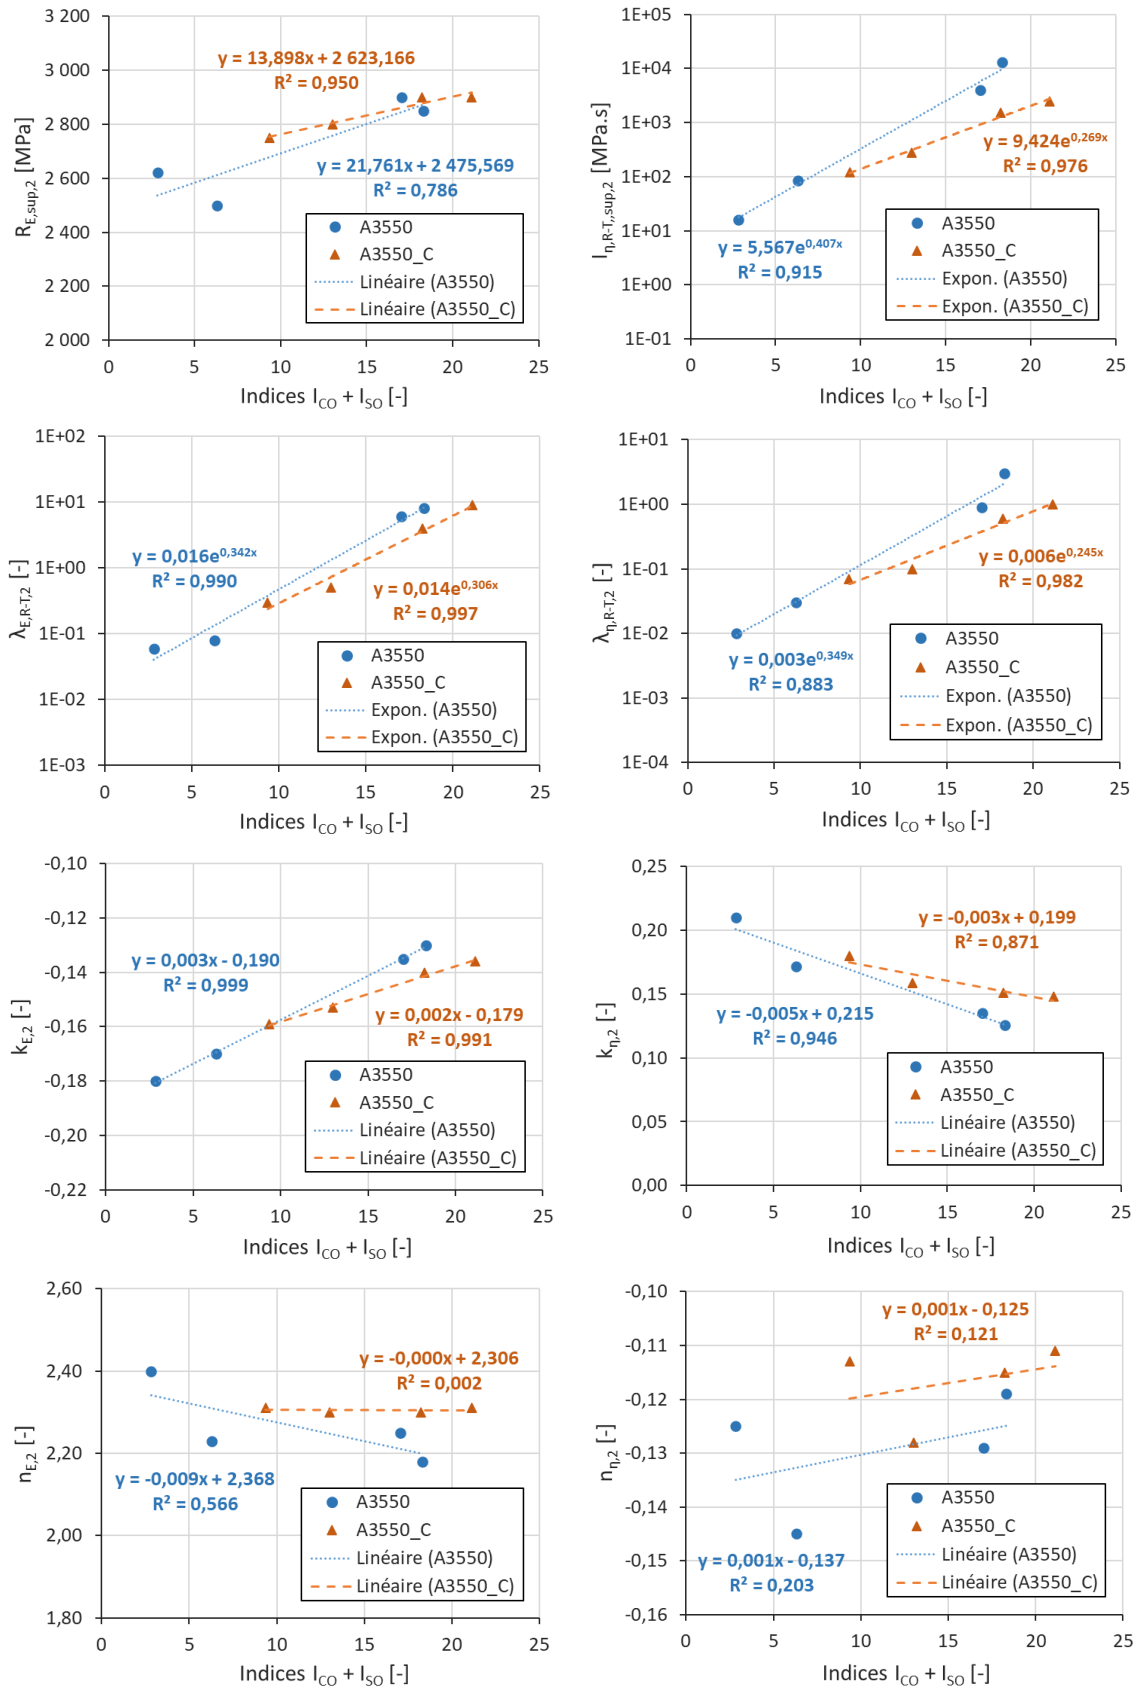 3 200
3 000
2 800
2 600
2 400
2 200
2 000
R_E,sup,2 [MPa]
y = 13,898x + 2 623,166
R² = 0,950
y = 21,761x + 2 475,569
R² = 0,786
A3550
A3550_C
Linéaire (A3550)
Linéaire (A3550_C)
0 5 10 15 20 25
Indices I_CO + I_SO [-]
1E+05
1E+04
1E+03
1E+02
1E+01
1E+00
1E-01
I_η,R-T,,sup,2 [MPa.s]
y = 9,424e^0,269x
R² = 0,976
y = 5,567e^0,407x
R² = 0,915
A3550
A3550_C
Expon. (A3550)
Expon. (A3550_C)
0 5 10 15 20 25
Indices I_CO + I_SO [-]
1E+02
1E+01
1E+00
1E-01
1E-02
1E-03
λ_E,R-T,2 [-]
y = 0,016e^0,342x
R² = 0,990
y = 0,014e^0,306x
R² = 0,997
A3550
A3550_C
Expon. (A3550)
Expon. (A3550_C)
0 5 10 15 20 25
Indices I_CO + I_SO [-]
1E+01
1E+00
1E-01
1E-02
1E-03
1E-04
λ_η,R-T,2 [-]
y = 0,006e^0,245x
R² = 0,982
y = 0,003e^0,349x
R² = 0,883
A3550
A3550_C
Expon. (A3550)
Expon. (A3550_C)
0 5 10 15 20 25
Indices I_CO + I_SO [-]
-0,10
-0,12
-0,14
-0,16
-0,18
-0,20
-0,22
k_E,2 [-]
y = 0,003x - 0,190
R² = 0,999
y = 0,002x - 0,179
R² = 0,991
A3550
A3550_C
Linéaire (A3550)
Linéaire (A3550_C)
0 5 10 15 20 25
Indices I_CO + I_SO [-]
0,25
0,20
0,15
0,10
0,05
0,00
k_η,2 [-]
y = -0,003x + 0,199
R² = 0,871
y = -0,005x + 0,215
R² = 0,946
A3550
A3550_C
Linéaire (A3550)
Linéaire (A3550_C)
0 5 10 15 20 25
Indices I_CO + I_SO [-]
2,60
2,40
2,20
2,00
1,80
n_E,2 [-]
y = -0,000x + 2,306
R² = 0,002
y = -0,009x + 2,368
R² = 0,566
A3550
A3550_C
Linéaire (A3550)
Linéaire (A3550_C)
0 5 10 15 20 25
Indices I_CO + I_SO [-]
-0,10
-0,11
-0,12
-0,13
-0,14
-0,15
-0,16
n_η,2 [-]
y = 0,001x - 0,125
R² = 0,121
y = 0,001x - 0,137
R² = 0,203
A3550
A3550_C
Linéaire (A3550)
Linéaire (A3550_C)
0 5 10 15 20 25
Indices I_CO + I_SO [-]